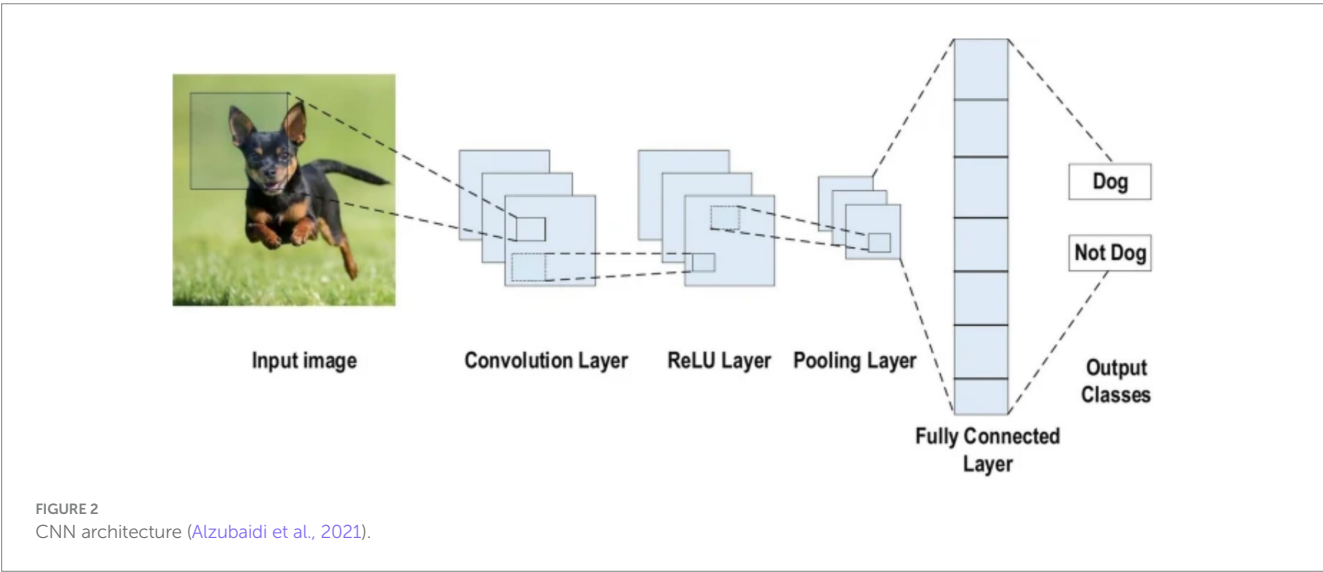 Dog
Not Dog
Input image
Convolution Layer
ReLU Layer
Pooling Layer
Output
Classes
Fully Connected
Layer
FIGURE 2
CNN architecture (Alzubaidi et al., 2021).